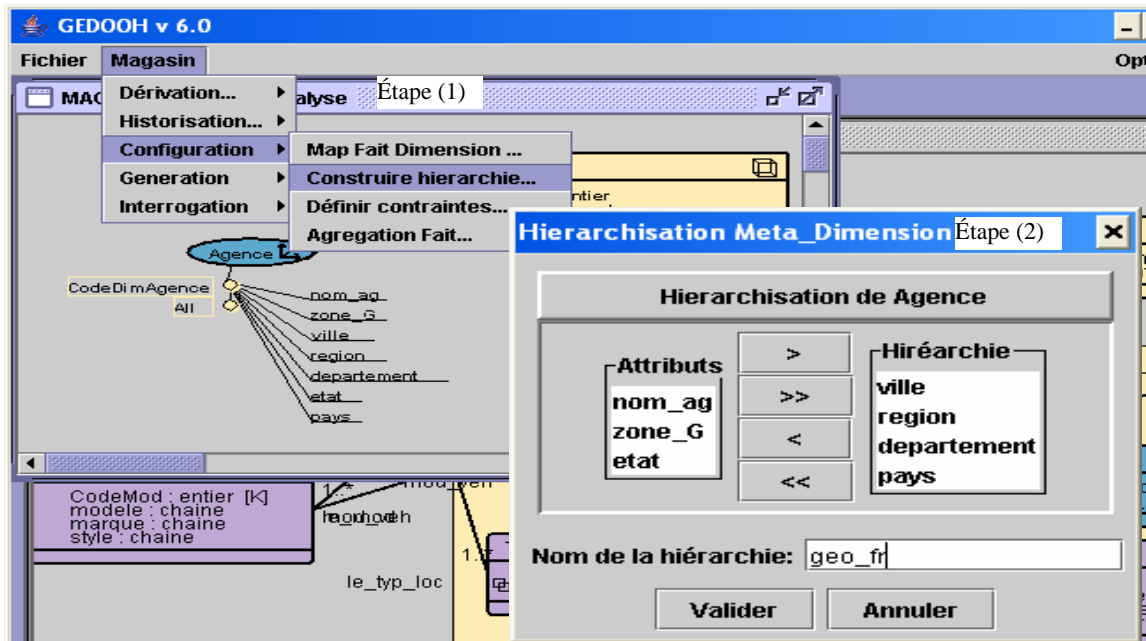 GEDOOH v 6.0
Fichier Magasin
Dérivation...
Historisation...
Configuration
Generation
Interrogation
Étape (1)
alyse
Map Fait Dimension ...
Construire hierarchie...
Définir contraintes...
Agregation Fait...
Agence
CodeDimAgence
All
nom_ag
zone_G
ville
region
departement
etat
pays
Hierarchisation Meta_Dimension Étape (2)
Hierarchisation de Agence
Attributs
nom_ag
zone_G
etat
>
>>
<
<<
Hiréarchie
ville
region
departement
pays
Nom de la hiérarchie: geo_fr
Valider Annuler
CodeMod : entier [K]
modele : chaine
marque : chaine
style : chaine
1..*
le_typ_loc